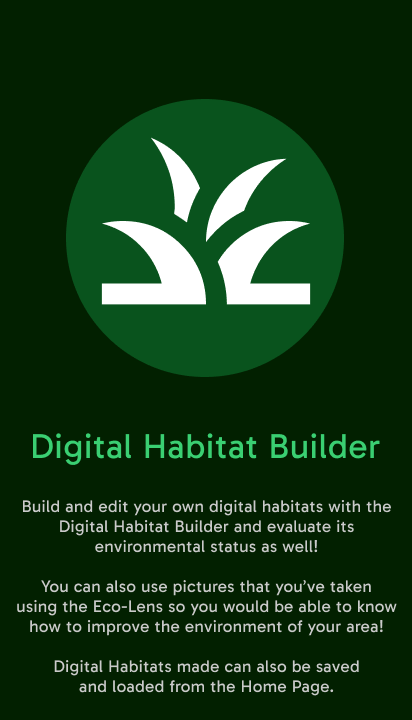 Digital Habitat Builder
Build and edit your own digital habitats with the
Digital Habitat Builder and evaluate its
environmental status as well!
You can also use pictures that you’ve taken
using the Eco-Lens so you would be able to know
how to improve the environment of your area!
Digital Habitats made can also be saved
and loaded from the Home Page.